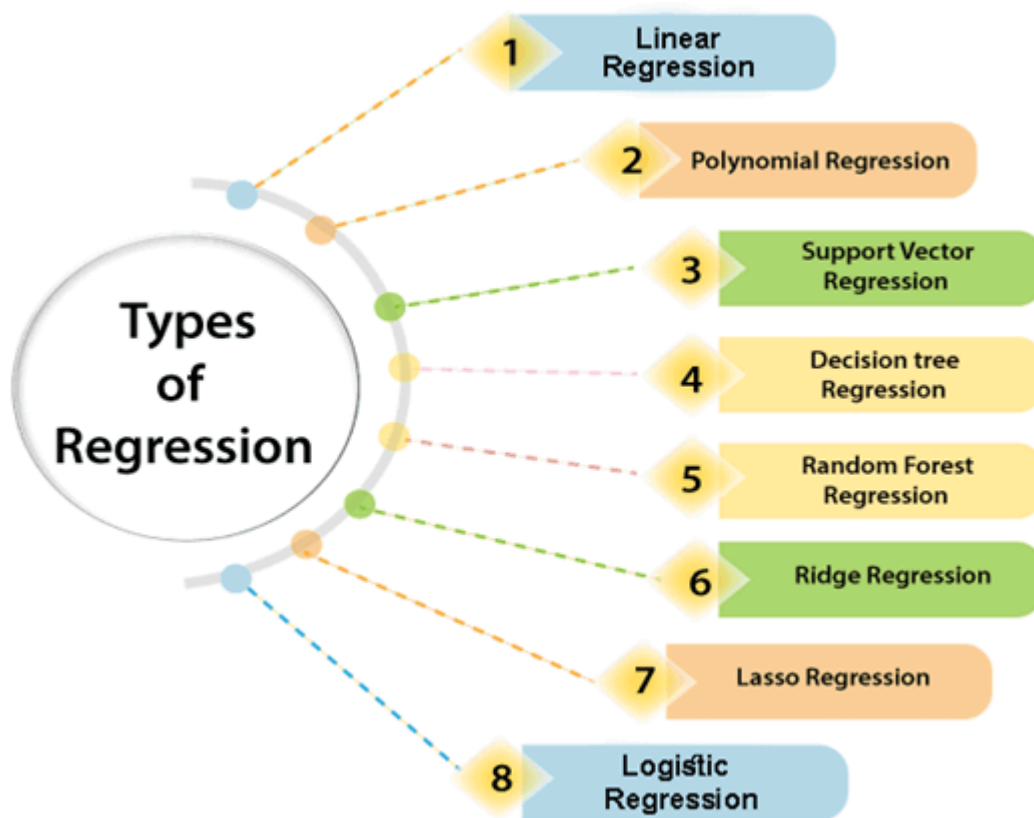 Types
of
Regression
1
Linear
Regression
2
Polynomial Regression
3
Support Vector
Regression
4
Decision tree
Regression
5
Random Forest
Regression
6
Ridge Regression
7
Lasso Regression
8
Logistic
Regression